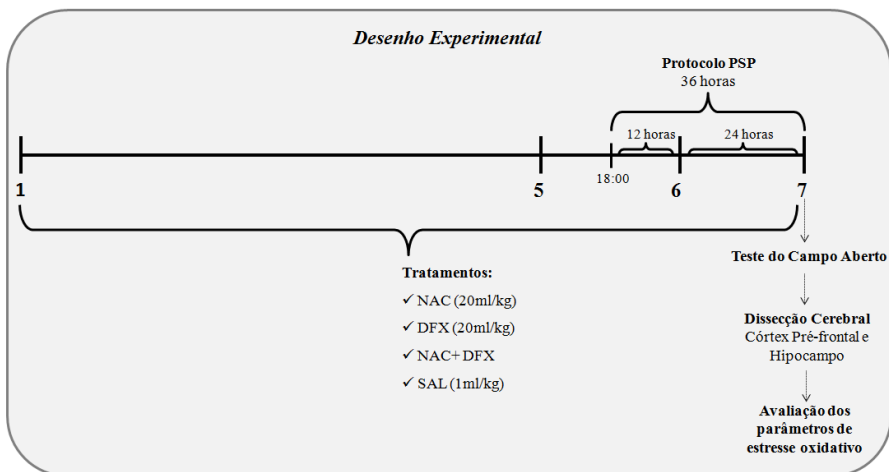 Desenho Experimental
Protocolo PSP
36 horas
12 horas
24 horas
18:00
1
5
6
7
Tratamentos:
✓ NAC (20ml/kg)
✓ DFX (20ml/kg)
✓ NAC+ DFX
✓ SAL (1ml/kg)
Teste do Campo Aberto
Dissecção Cerebral
Córtex Pré-frontal e
Hipocampo
Avaliação dos
parâmetros de
estresse oxidativo